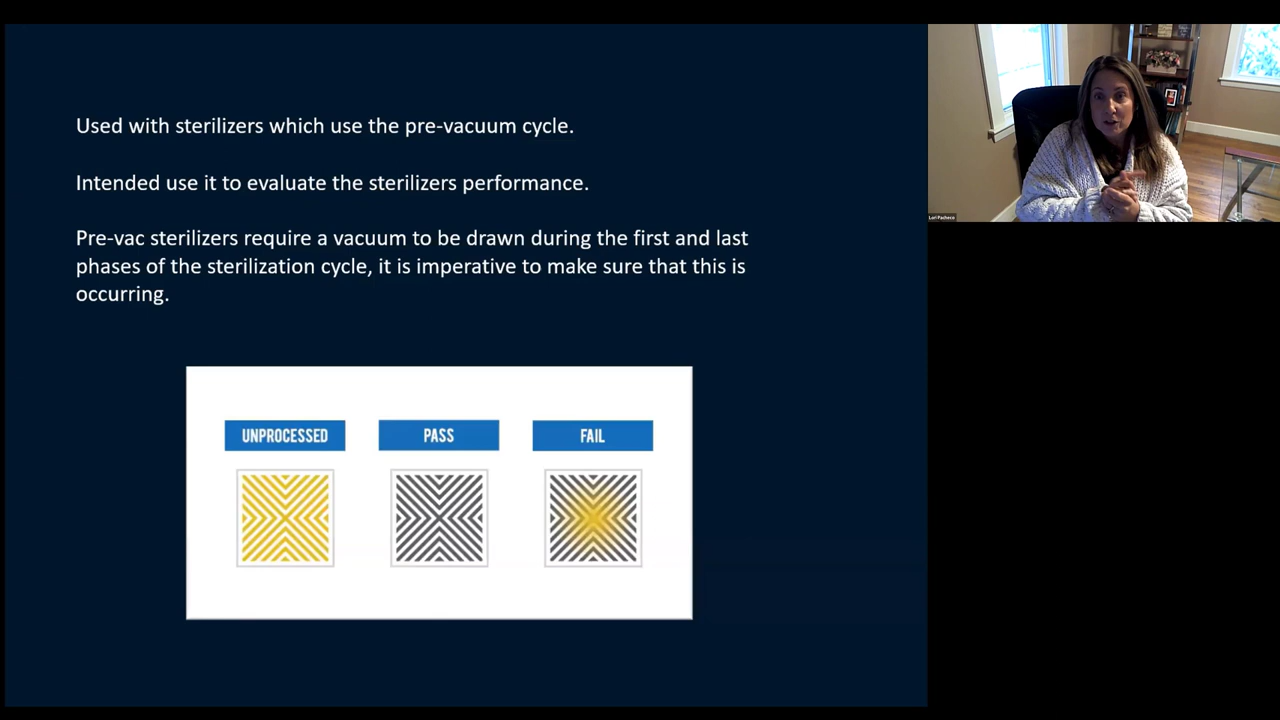 Used with sterilizers which use the pre-vacuum cycle.
Intended use it to evaluate the sterilizers performance.
Pre-vac sterilizers require a vacuum to be drawn during the first and last
phases of the sterilization cycle, it is imperative to make sure that this is
occurring.
UNPROCESSED
PASS
FAIL
Lori Pacheco